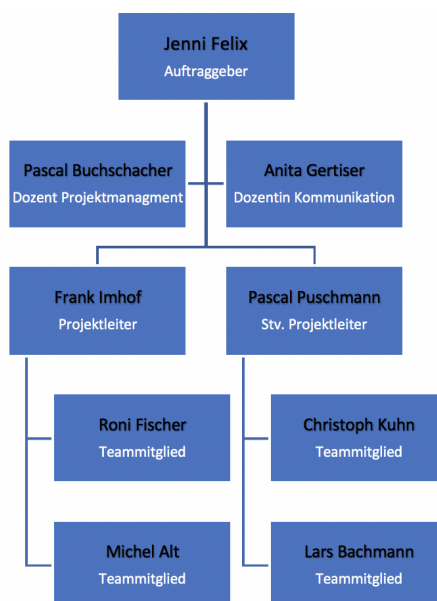 Jenni Felix
Auftraggeber
Pascal Buchschacher
Dozent Projektmanagment
Anita Gertiser
Dozentin Kommunikation
Frank Imhof
Projektleiter
Pascal Puschmann
Stv. Projektleiter
Roni Fischer
Teammitglied
Christoph Kuhn
Teammitglied
Michel Alt
Teammitglied
Lars Bachmann
Teammitglied